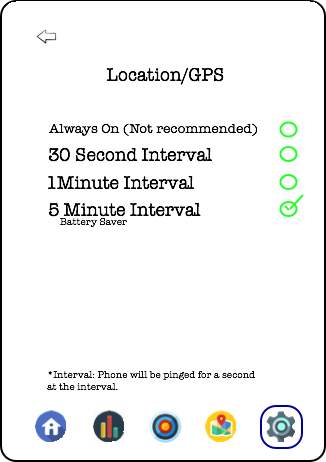 Location/GPS
Always On (Not recommended)
30 Second Interval
1Minute Interval
5 Minute Interval
Battery Saver
*Interval: Phone will be pinged for a second
at the interval.